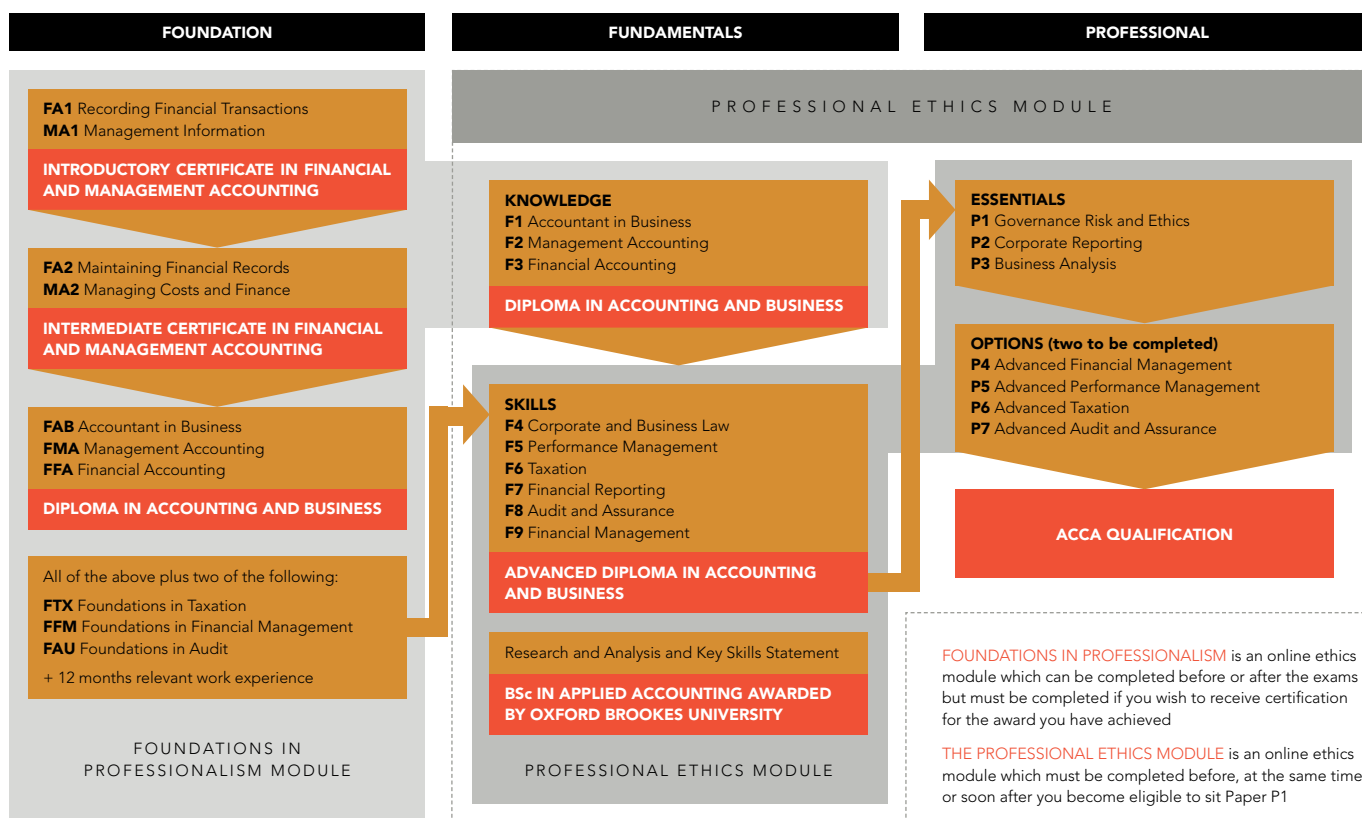 FOUNDATION
FUNDAMENTALS
PROFESSIONAL
FA1 Recording Financial Transactions
MA1 Management Information
INTRODUCTORY CERTIFICATE IN FINANCIAL
AND MANAGEMENT ACCOUNTING
FA2 Maintaining Financial Records
MA2 Managing Costs and Finance
INTERMEDIATE CERTIFICATE IN FINANCIAL
AND MANAGEMENT ACCOUNTING
FAB Accountant in Business
FMA Management Accounting
FFA Financial Accounting
DIPLOMA IN ACCOUNTING AND BUSINESS
All of the above plus two of the following:
FTX Foundations in Taxation
FFM Foundations in Financial Management
FAU Foundations in Audit
+ 12 months relevant work experience
FOUNDATIONS IN
PROFESSIONALISM MODULE
PROFESSIONAL ETHICS MODULE
KNOWLEDGE
F1 Accountant in Business
F2 Management Accounting
F3 Financial Accounting
DIPLOMA IN ACCOUNTING AND BUSINESS
SKILLS
F4 Corporate and Business Law
F5 Performance Management
F6 Taxation
F7 Financial Reporting
F8 Audit and Assurance
F9 Financial Management
ADVANCED DIPLOMA IN ACCOUNTING
AND BUSINESS
Research and Analysis and Key Skills Statement
BSc IN APPLIED ACCOUNTING AWARDED
BY OXFORD BROOKES UNIVERSITY
PROFESSIONAL ETHICS MODULE
ESSENTIALS
P1 Governance Risk and Ethics
P2 Corporate Reporting
P3 Business Analysis
OPTIONS (two to be completed)
P4 Advanced Financial Management
P5 Advanced Performance Management
P6 Advanced Taxation
P7 Advanced Audit and Assurance
ACCA QUALIFICATION
FOUNDATIONS IN PROFESSIONALISM is an online ethics
module which can be completed before or after the exams
but must be completed if you wish to receive certification
for the award you have achieved
THE PROFESSIONAL ETHICS MODULE is an online ethics
module which must be completed before, at the same time
or soon after you become eligible to sit Paper P1